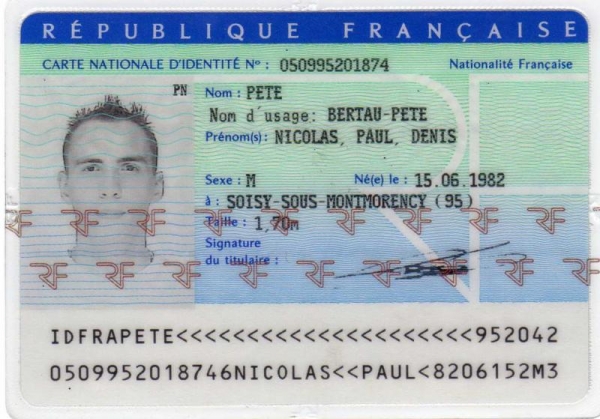 RÉPUBLIQUE FRANÇAISE
CARTE NATIONALE D'IDENTITÉ Nº : 050995201874 Nationalité Française
PN Nom : PETE
Nom d'usage: BERTAU-PETE
Prénom(s): NICOLAS, PAUL, DENIS
Sexe : M Né(e) le : 15.06.1982
à : SOISY-SOUS-MONTMORENCY (95)
Taille : 1,70m
Signature
du titulaire :
RF RF RF RF RF RF RF RF
RF RF RF RF RF RF RF RF
IDFRAPETE<<<<<<<<<<<<<<<<<<<<<952042
0509952018746NICOLAS<<PAUL<8206152M3